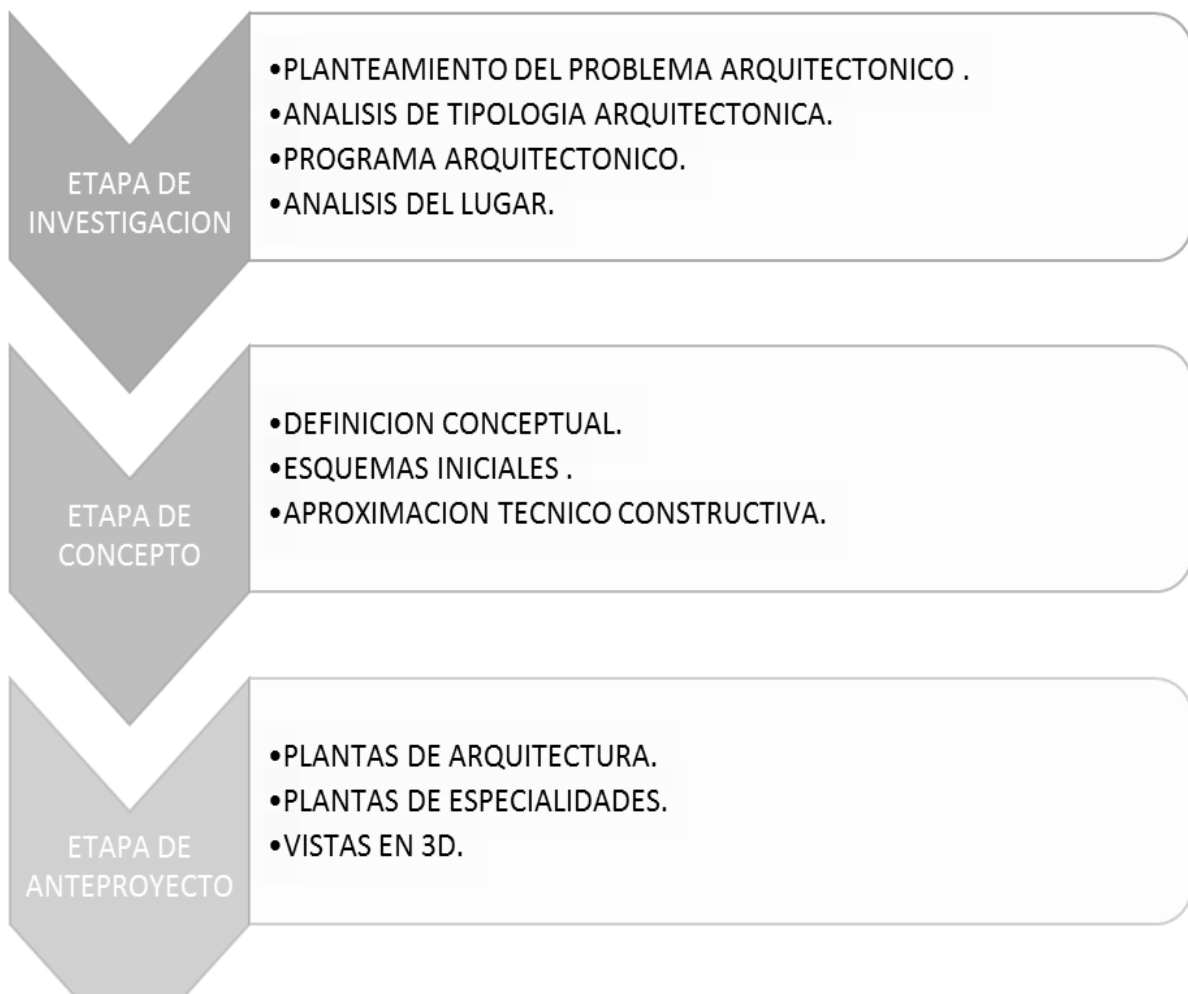 ETAPA DE
INVESTIGACION
•PLANTEAMIENTO DEL PROBLEMA ARQUITECTONICO .
•ANALISIS DE TIPOLOGIA ARQUITECTONICA.
•PROGRAMA ARQUITECTONICO.
•ANALISIS DEL LUGAR.
ETAPA DE
CONCEPTO
•DEFINICION CONCEPTUAL.
•ESQUEMAS INICIALES .
•APROXIMACION TECNICO CONSTRUCTIVA.
ETAPA DE
ANTEPROYECTO
•PLANTAS DE ARQUITECTURA.
•PLANTAS DE ESPECIALIDADES.
•VISTAS EN 3D.